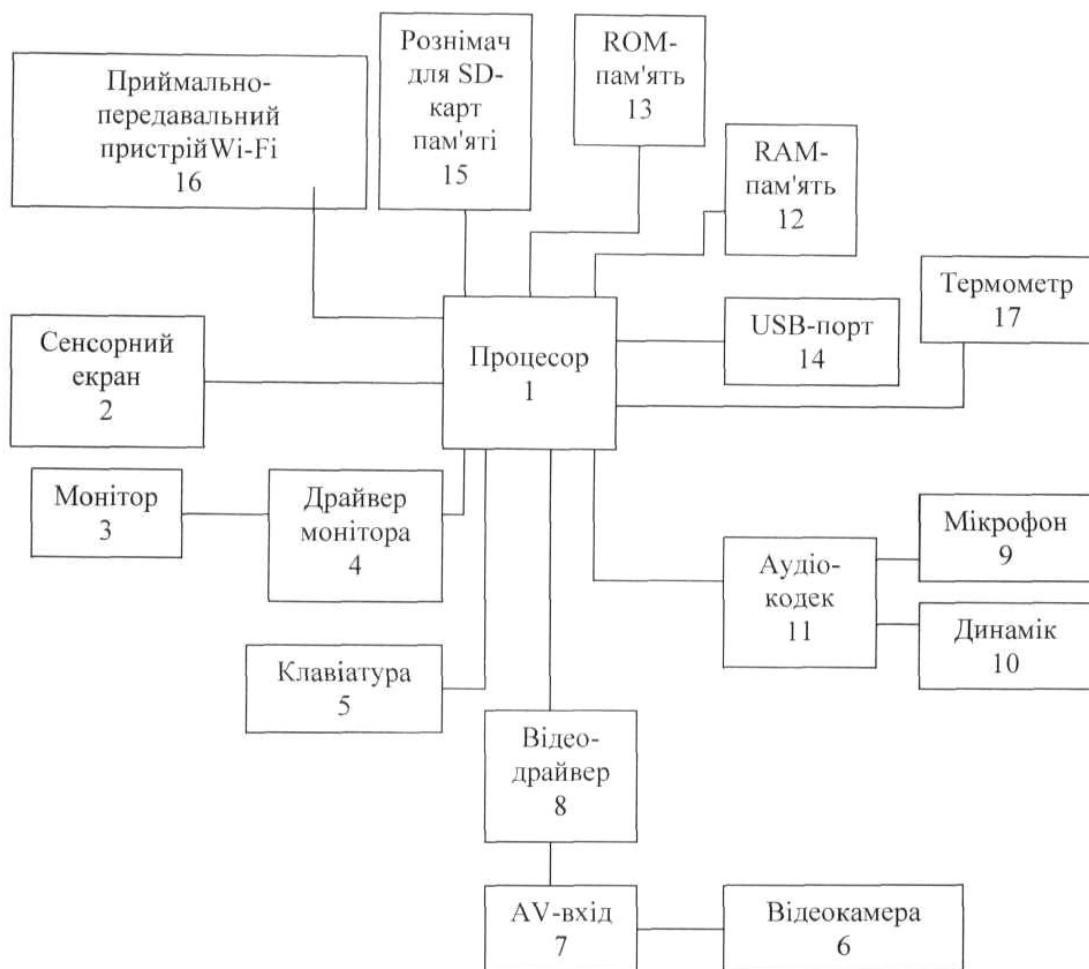 Приймально-
передавальний
пристрійWi-Fi
16
Рознімач
для SD-
карт
пам'яті
15
ROM-
пам'ять
13
RAM-
пам'ять
12
Термометр
17
USB-порт
14
Процесор
1
Сенсорний
екран
2
Монітор
3
Драйвер
монітора
4
Мікрофон
9
Аудіо-
кодек
11
Динамік
10
Клавіатура
5
Відео-
драйвер
8
AV-вхід
7
Відеокамера
6